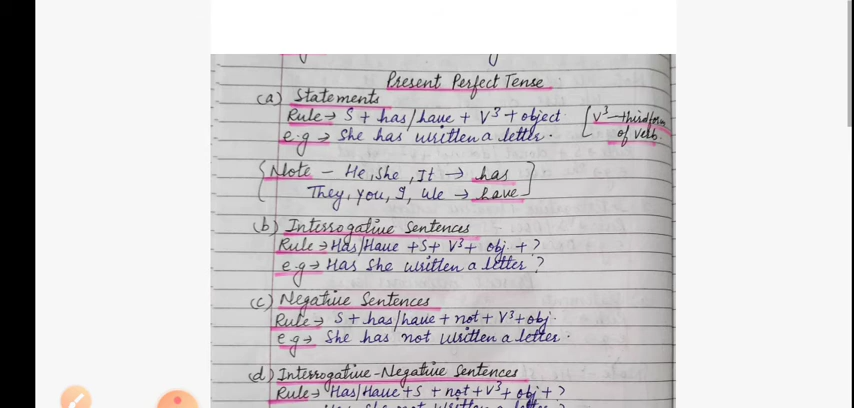 Present Perfect Tense
(a) Statements
Rule → S + has/have + V³ + object [V³ → third form
e.g → She has written a letter. of verb.
{Note - He, She, It → has
They, you, I, We → have}
(b) Interrogative Sentences
Rule → Has/Have + S + V³ + obj. + ?
e.g → Has She written a letter ?
(c) Negative Sentences
Rule → S + has/have + not + V³ + obj.
e.g → She has not written a letter.
(d) Interrogative-Negative Sentences
Rule → Has/Have + S + not + V³ + obj + ?